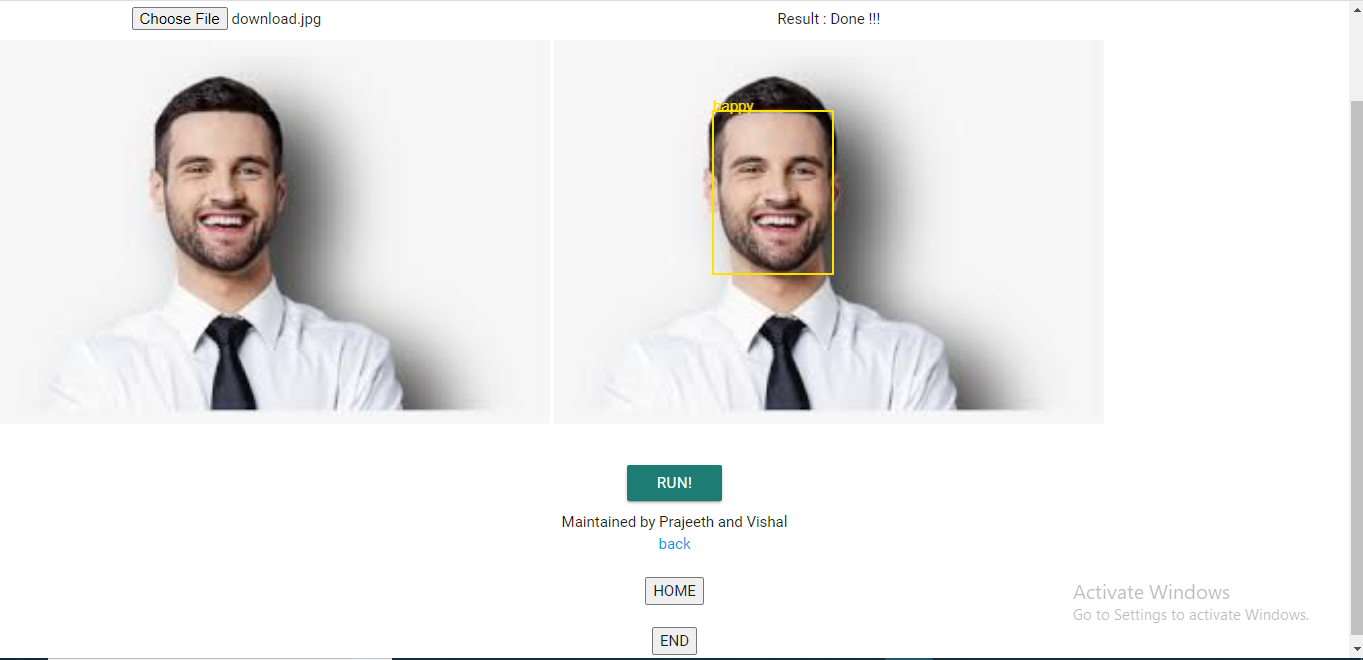 Choose File download.jpg
Result : Done !!!
happy
RUN!
Maintained by Prajeeth and Vishal
back
HOME
END
Activate Windows
Go to Settings to activate Windows.